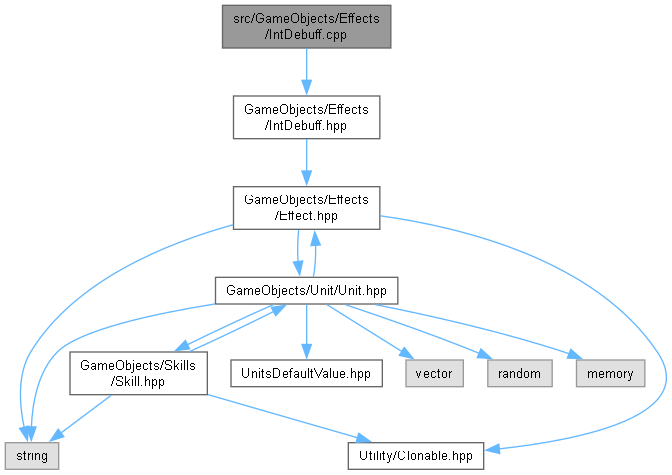 src/GameObjects/Effects
/IntDebuff.cpp
GameObjects/Effects
/IntDebuff.hpp
GameObjects/Effects
/Effect.hpp
GameObjects/Unit/Unit.hpp
GameObjects/Skills
/Skill.hpp
UnitsDefaultValue.hpp
vector
random
memory
string
Utility/Clonable.hpp